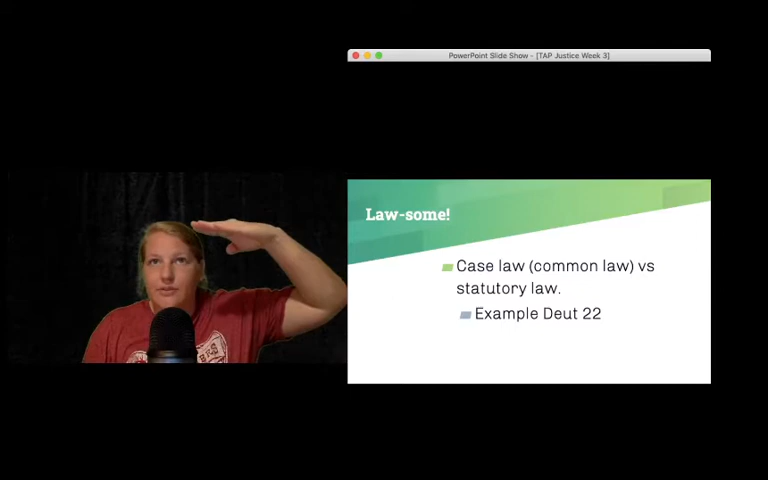 PowerPoint Slide Show - [TAP Justice Week 3]
Law-some!
Case law (common law) vs
statutory law.
Example Deut 22